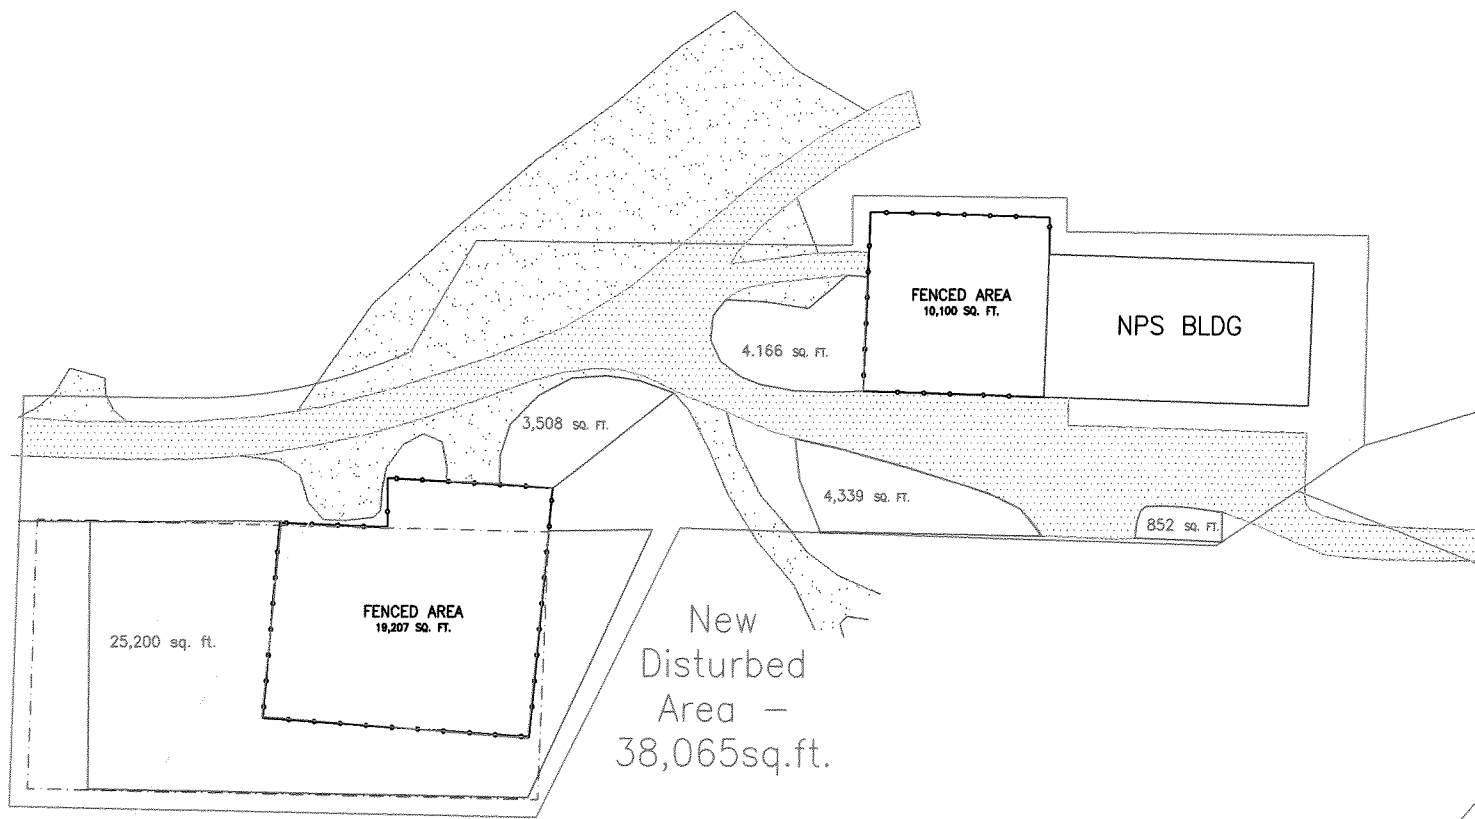 FENCED AREA
10,100 SQ. FT.
NPS BLDG
4.166 SQ. FT.
3,508 SQ. FT.
4,339 SQ. FT.
852 SQ. FT.
FENCED AREA
19,207 SQ. FT.
25,200 sq. ft.
New
Disturbed
Area –
38,065sq.ft.